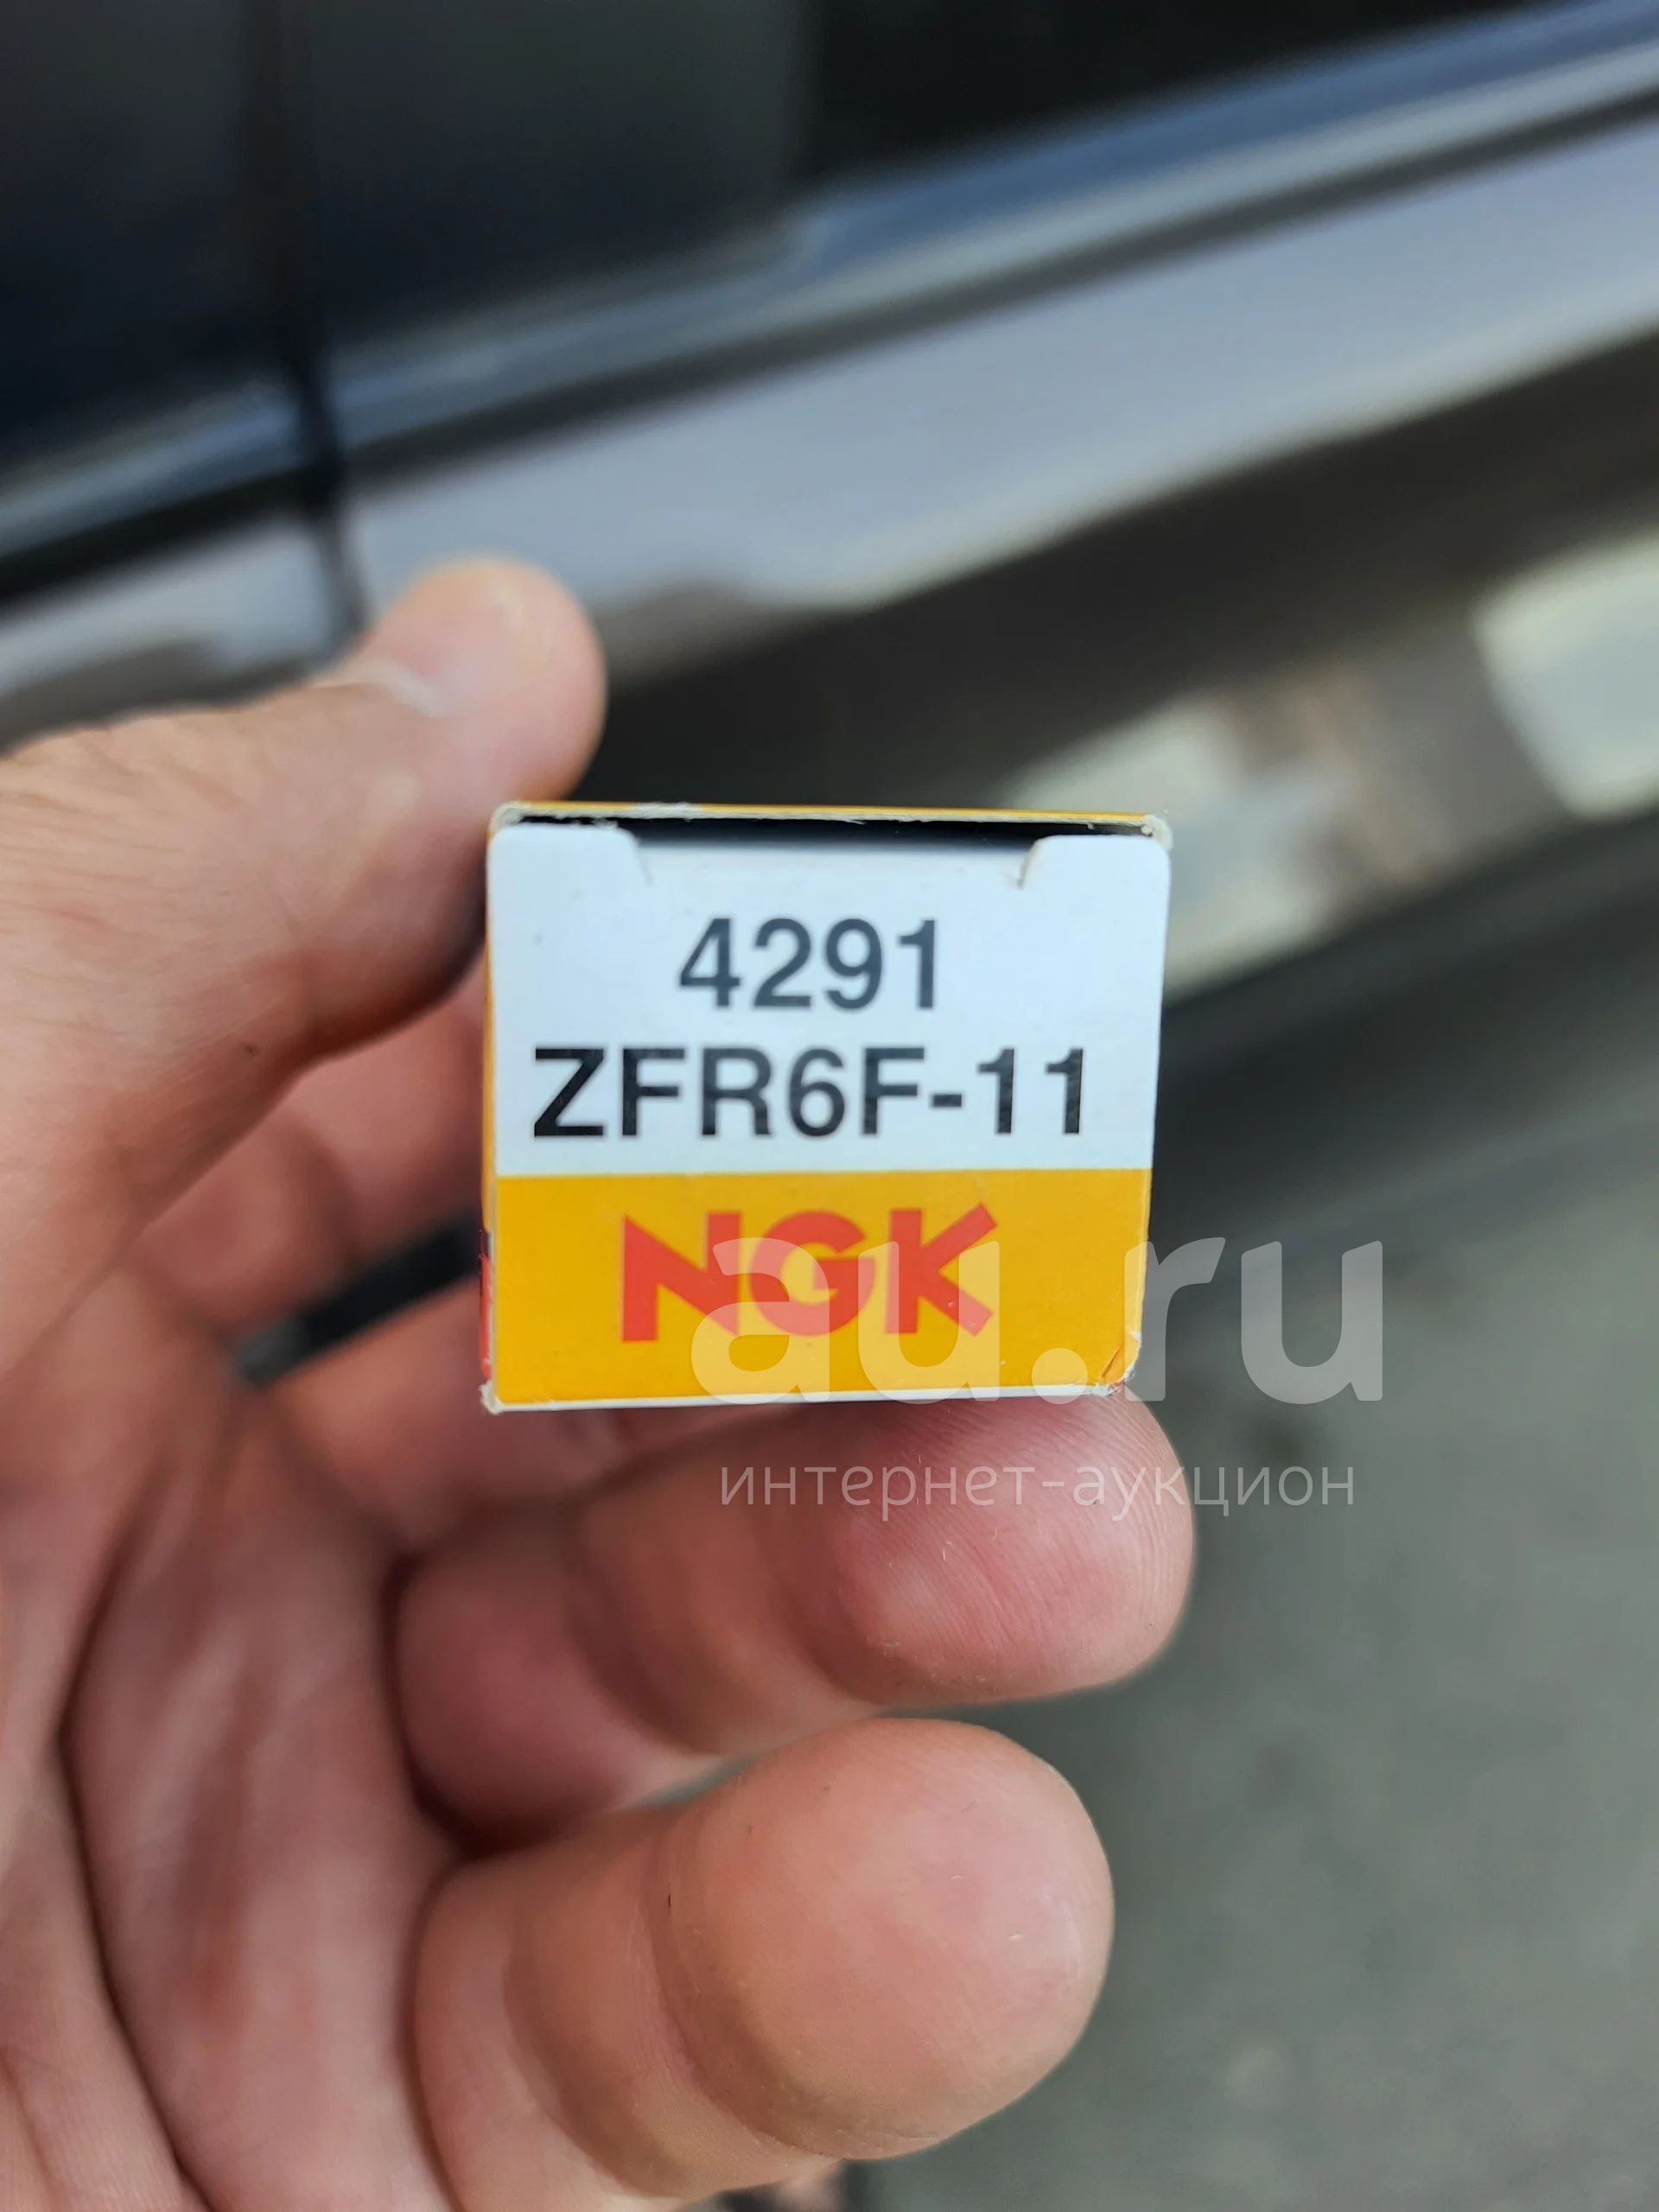 4291
ZFR6F-11
NGK
au.ru
интернет-аукцион